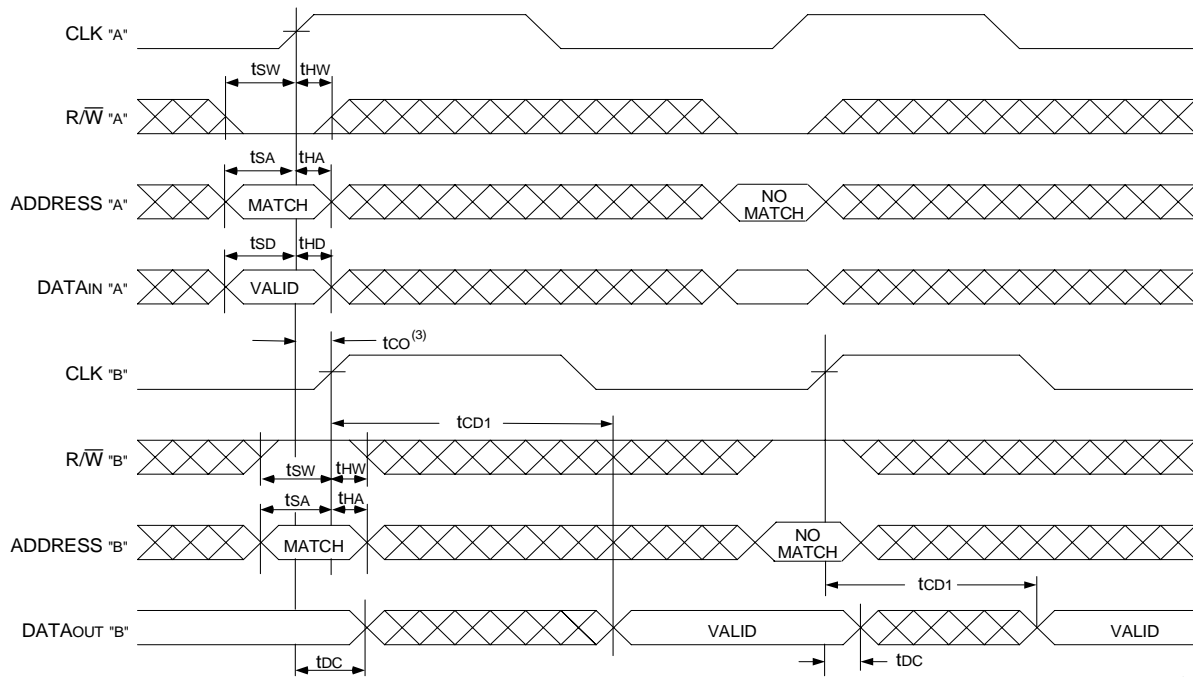 CLK "A"
tSW tHW
R/W̅ "A"
tSA tHA
ADDRESS "A" MATCH NO MATCH
tSD tHD
DATAIN "A" VALID
tCO(3)
CLK "B"
tCD1
R/W̅ "B"
tSW tHW
tSA tHA
ADDRESS "B" MATCH NO MATCH
tCD1
DATAOUT "B" VALID VALID
tDC tDC